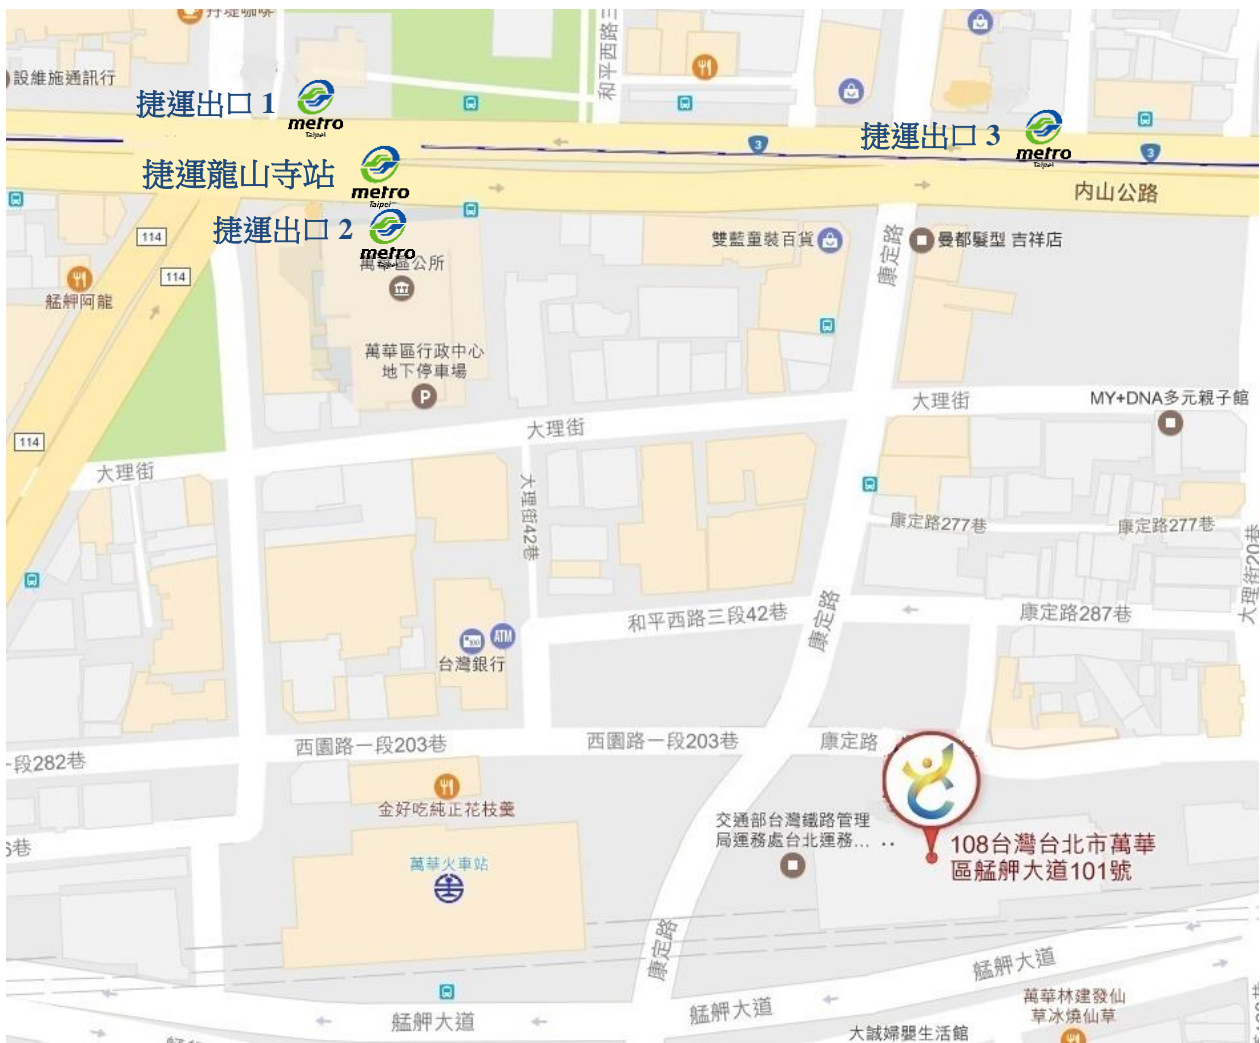 丹堤咖啡
設維施通訊行
和平西路三
捷運出口 1
metro
Taipei
捷運出口 3
metro
Taipei
3
3
捷運龍山寺站
metro
Taipei
內山公路
捷運出口 2
metro
Taipei
萬華區公所
雙藍童裝百貨
康定路
曼都髮型 吉祥店
114
114
艋舺阿龍
萬華區行政中心
地下停車場
P
大理街
MY+DNA多元親子館
大理街
114
大理街
大理街42巷
康定路277巷
康定路277巷
大理街20巷
和平西路三段42巷
康定路
康定路287巷
ATM
台灣銀行
西園路一段203巷
西園路一段203巷
康定路
一段282巷
金好吃純正花枝羹
交通部台灣鐵路管理
局運務處台北運務... ..
108台灣台北市萬華
區艋舺大道101號
萬華火車站
康定路
艋舺大道
艋舺大道
艋舺大道
萬華林建發仙
草冰燒仙草
大誠婦嬰生活館